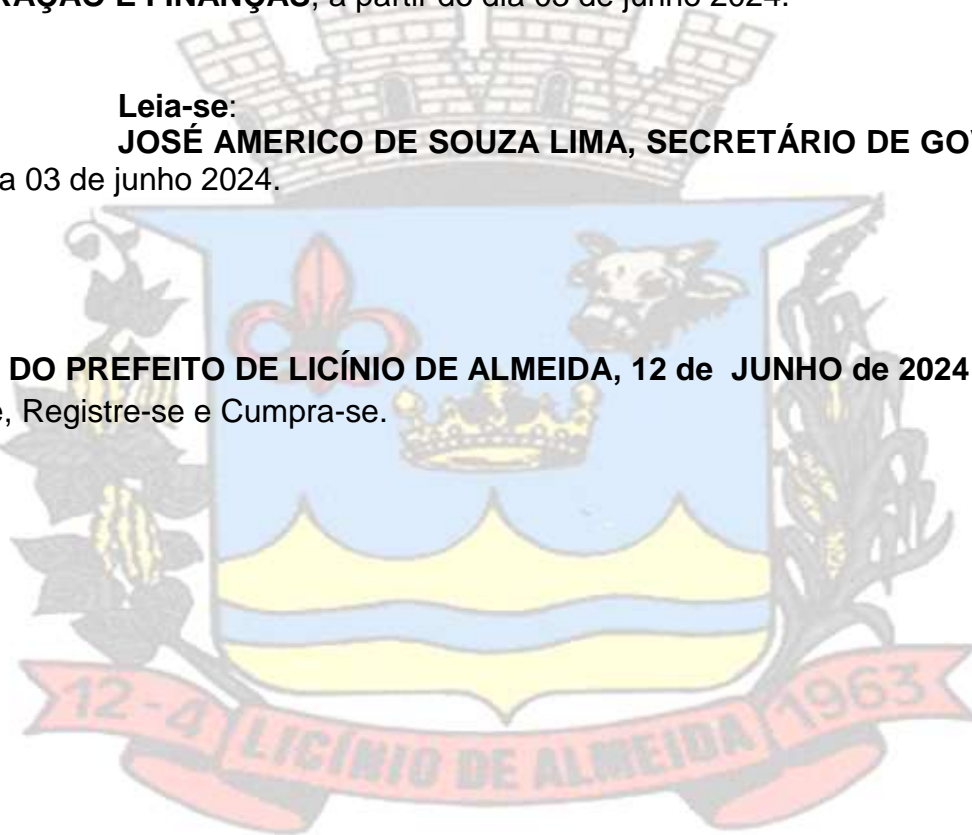 RAÇÃO E FINANÇAS, a partir do dia 03 de junho 2024.
Leia-se:
JOSÉ AMERICO DE SOUZA LIMA, SECRETÁRIO DE GOV
a 03 de junho 2024.
DO PREFEITO DE LICÍNIO DE ALMEIDA, 12 de JUNHO de 2024
e, Registre-se e Cumpra-se.
12-4 LICÍNIO DE ALMEIDA 1963